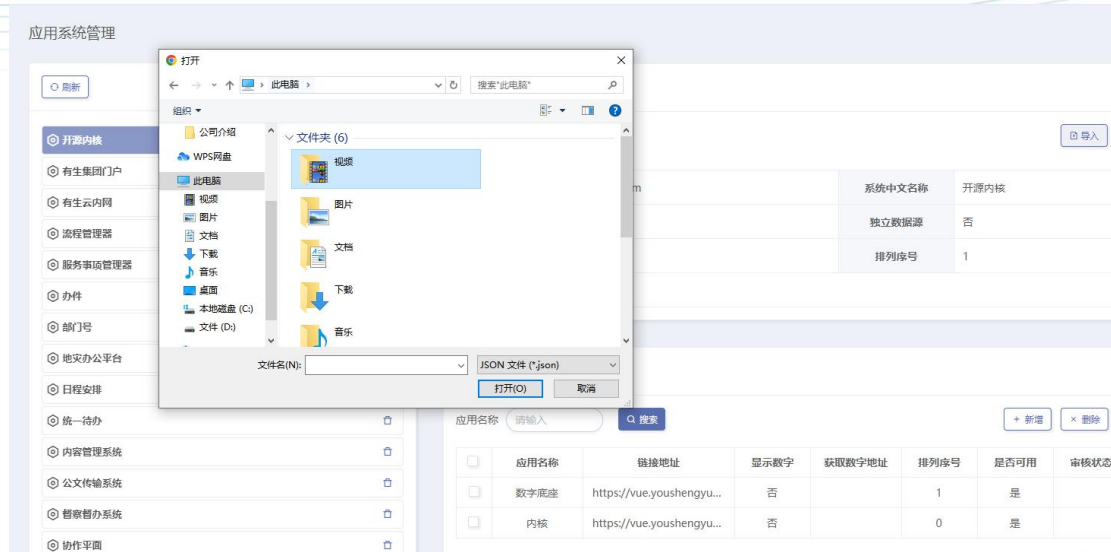 应用系统管理
打开
刷新
此电脑
搜索"此电脑"
组织
公司介绍
WPS网盘
此电脑
视频
图片
文档
下载
音乐
桌面
本地磁盘 (C:)
文件 (D:)
文件夹 (6)
视频
图片
文档
下载
音乐
文件名(N):
JSON 文件 (*.json)
打开(O)
取消
开源内核
有生集团门户
有生云内网
流程管理器
服务事项管理器
办件
部门号
地灾办公平台
日程安排
统一待办
内容管理系统
公文传输系统
督察督办系统
协作平面
导入
m
系统中文名称 开源内核
独立数据源 否
排列序号 1
应用名称 请输入 搜索 + 新增 × 删除
应用名称 链接地址 显示数字 获取数字地址 排列序号 是否可用 审核状态
数字底座 https://vue.youshengyu... 否 1 是
内核 https://vue.youshengyu... 否 0 是